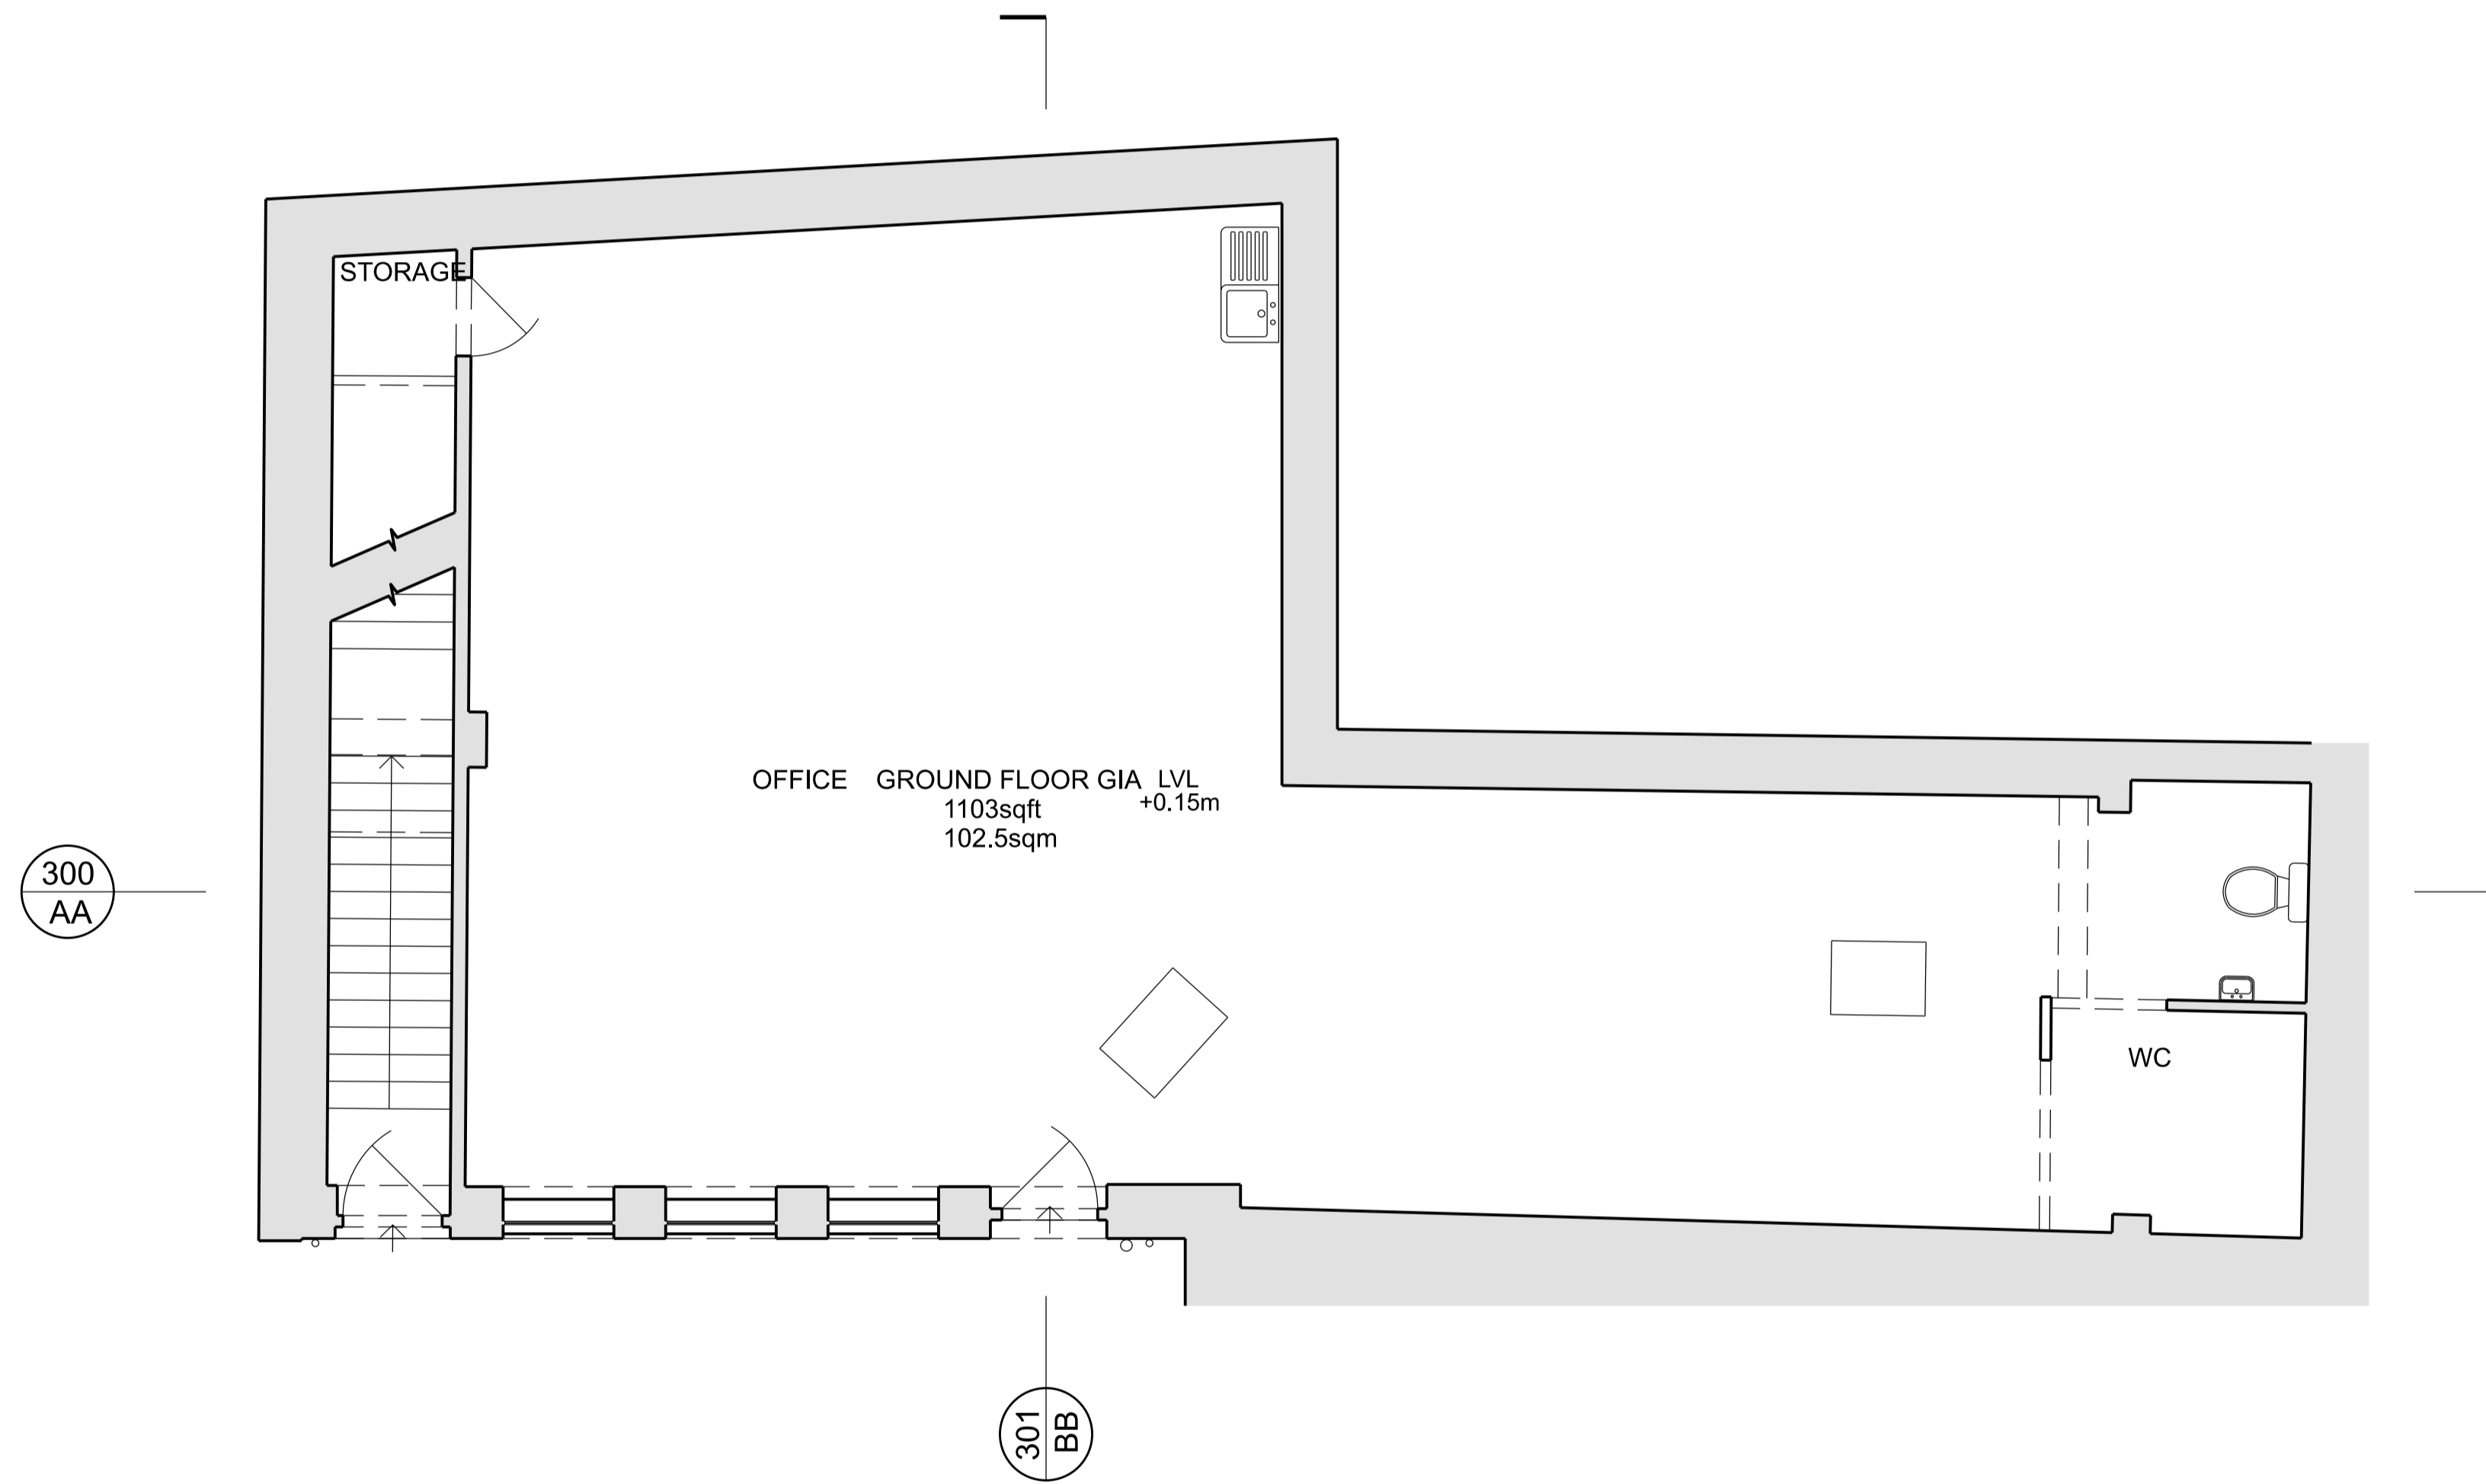 STORAGE
OFFICE GROUND FLOOR GIA LVL
1103sqft +0.15m
102.5sqm
300
AA
WC
301
BB